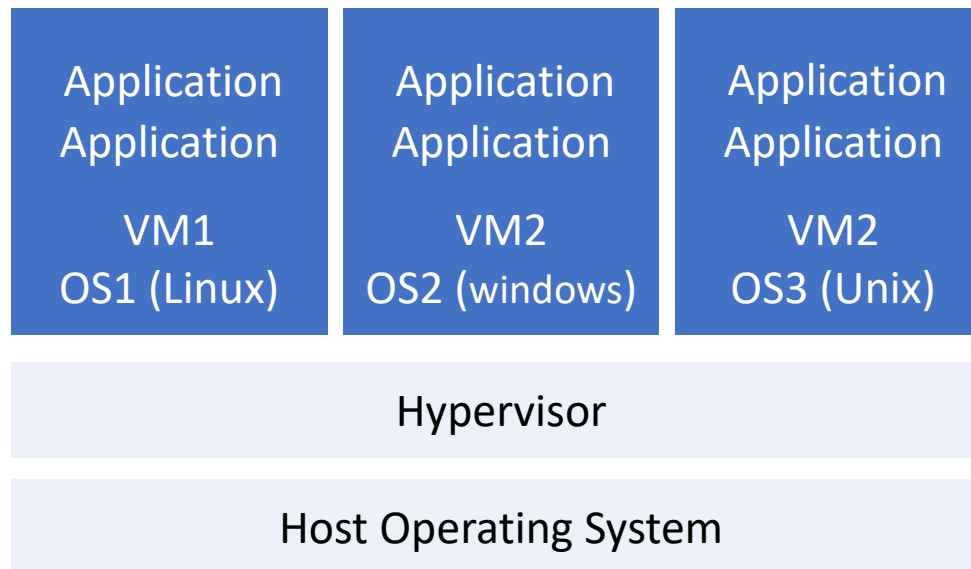 Application
Application
VM1
OS1 (Linux)
Application
Application
VM2
OS2 (windows)
Application
Application
VM2
OS3 (Unix)
Hypervisor
Host Operating System